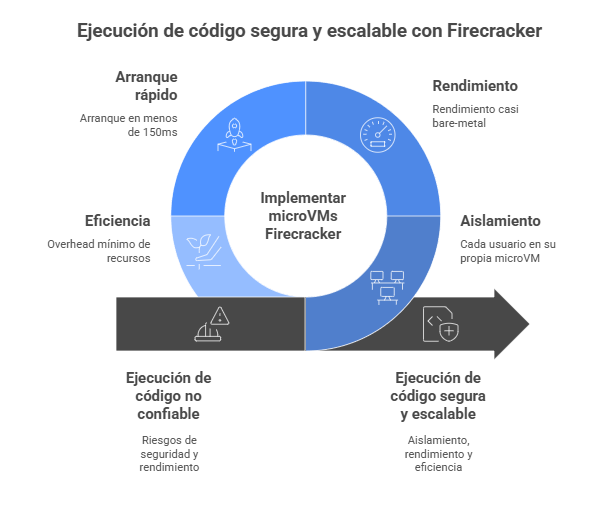 Ejecución de código segura y escalable con Firecracker
Arranque
rápido
Arranque en menos
de 150ms
Rendimiento
Rendimiento casi
bare-metal
Implementar
microVMs
Firecracker
Eficiencia
Overhead mínimo de
recursos
Aislamiento
Cada usuario en su
propia microVM
Ejecución de
código no
confiable
Riesgos de
seguridad y
rendimiento
Ejecución de
código segura
y escalable
Aislamiento,
rendimiento y
eficiencia